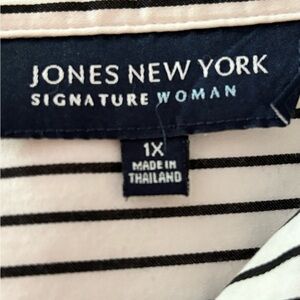 JONES NEW YORK
SIGNATURE WOMAN
1X
MADE IN
THAILAND